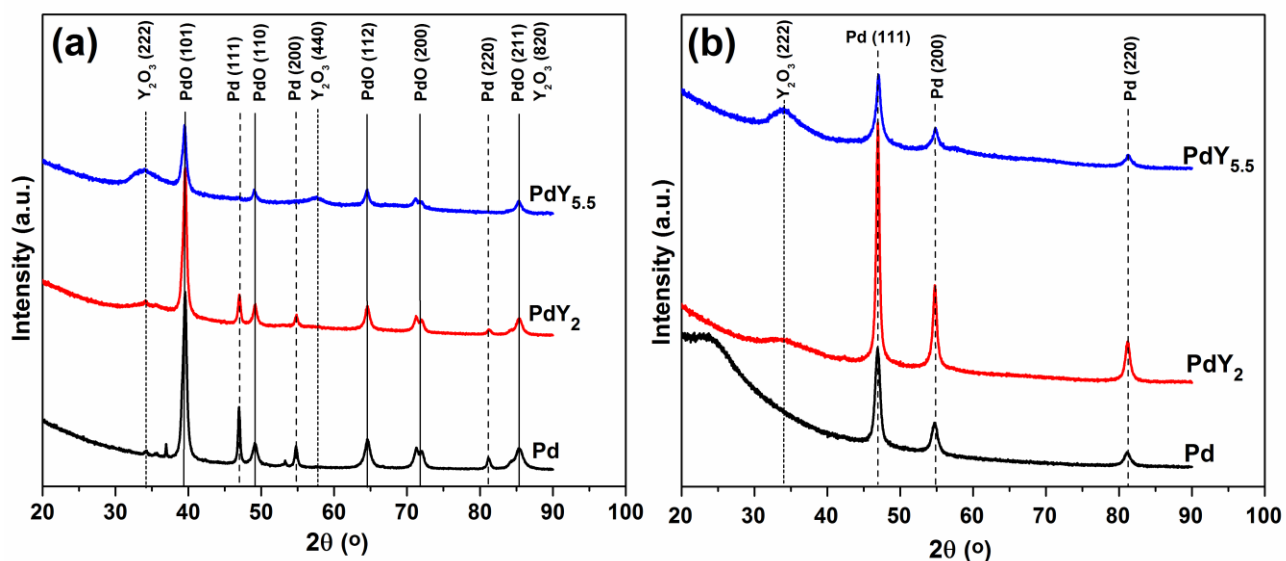 (a)
Y₂O₃ (222)
PdO (101)
Pd (111)
PdO (110)
Pd (200)
Y₂O₃ (440)
PdO (112)
PdO (200)
Pd (220)
PdO (211)
Y₂O₃ (820)
PdY₅.₅
PdY₂
Pd
Intensity (a.u.)
20 30 40 50 60 70 80 90 100
2θ (°)
(b)
Y₂O₃ (222)
Pd (111)
Pd (200)
Pd (220)
PdY₅.₅
PdY₂
Pd
Intensity (a.u.)
20 30 40 50 60 70 80 90 100
2θ (°)